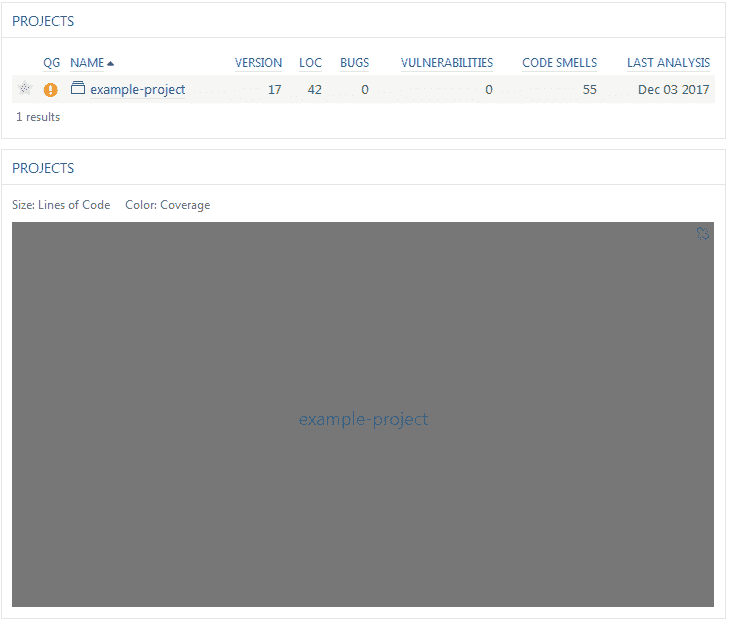 PROJECTS
QG NAME VERSION LOC BUGS VULNERABILITIES CODE SMELLS LAST ANALYSIS
example-project 17 42 0 0 55 Dec 03 2017
1 results
PROJECTS
Size: Lines of Code Color: Coverage
example-project